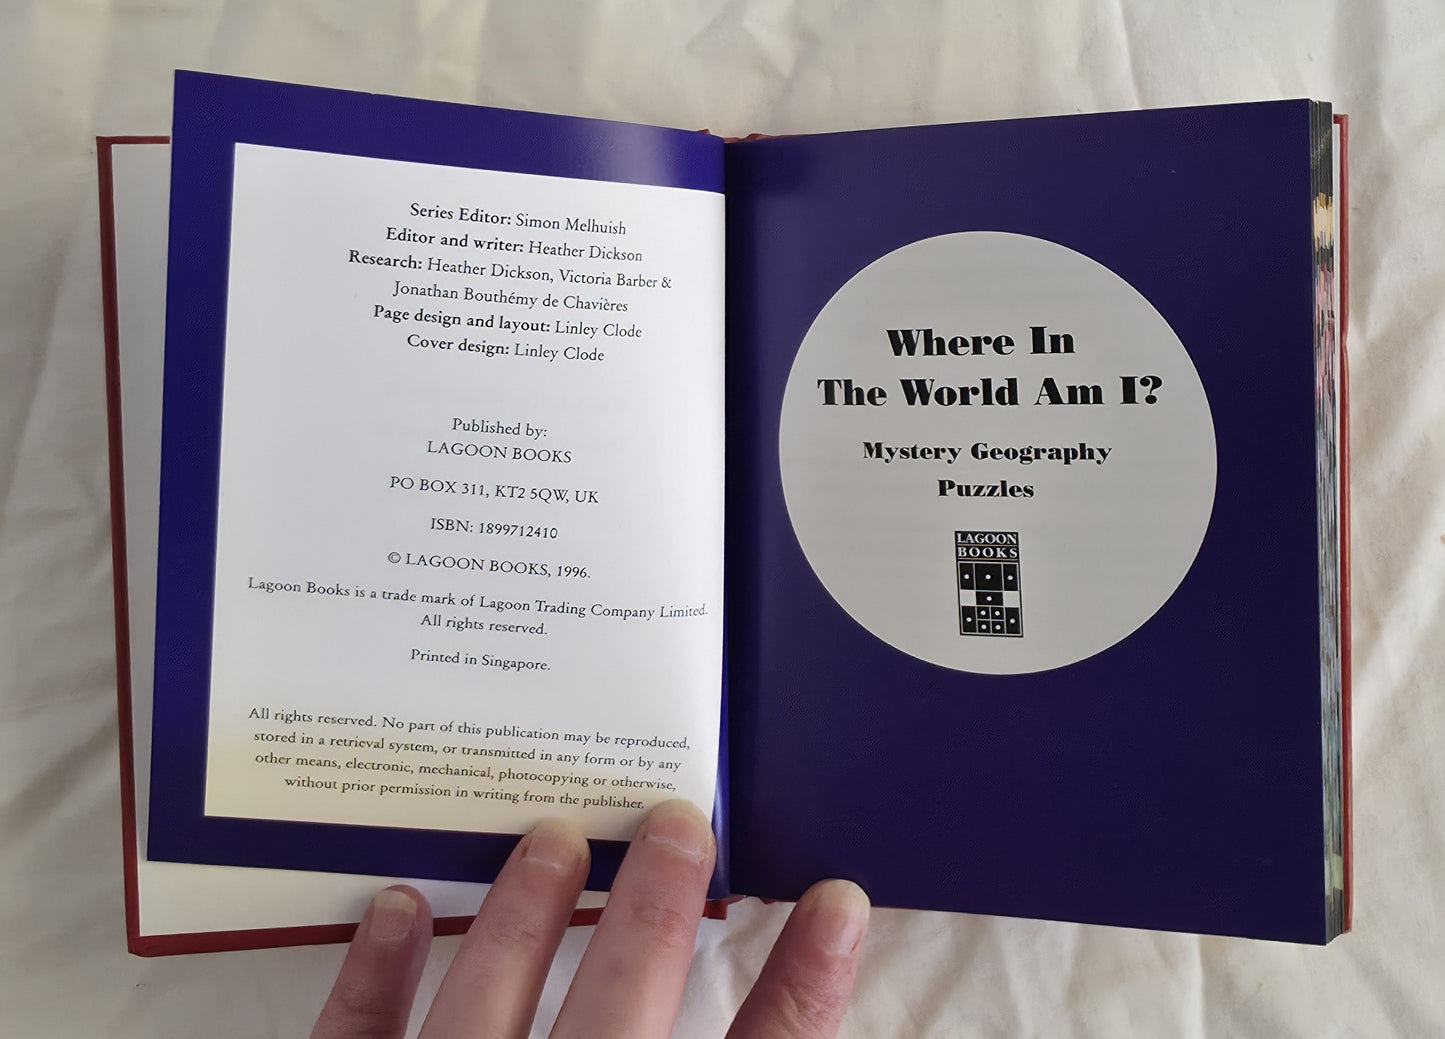 Series Editor: Simon Melhuish
Editor and writer: Heather Dickson
Research: Heather Dickson, Victoria Barber &
Jonathan Bouthémy de Chavières
Page design and layout: Linley Clode
Cover design: Linley Clode
Published by:
LAGOON BOOKS
PO BOX 311, KT2 5QW, UK
ISBN: 1899712410
© LAGOON BOOKS, 1996.
Lagoon Books is a trade mark of Lagoon Trading Company Limited.
All rights reserved.
Printed in Singapore.
All rights reserved. No part of this publication may be reproduced,
stored in a retrieval system, or transmitted in any form or by any
other means, electronic, mechanical, photocopying or otherwise,
without prior permission in writing from the publisher.
Where In
The World Am I?
Mystery Geography
Puzzles
LAGOON
BOOKS